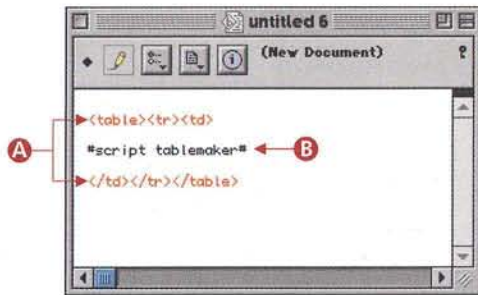 untitled 6
(New Document)
<table><tr><td>
A
#script tablemaker#
B
</td></tr></table>